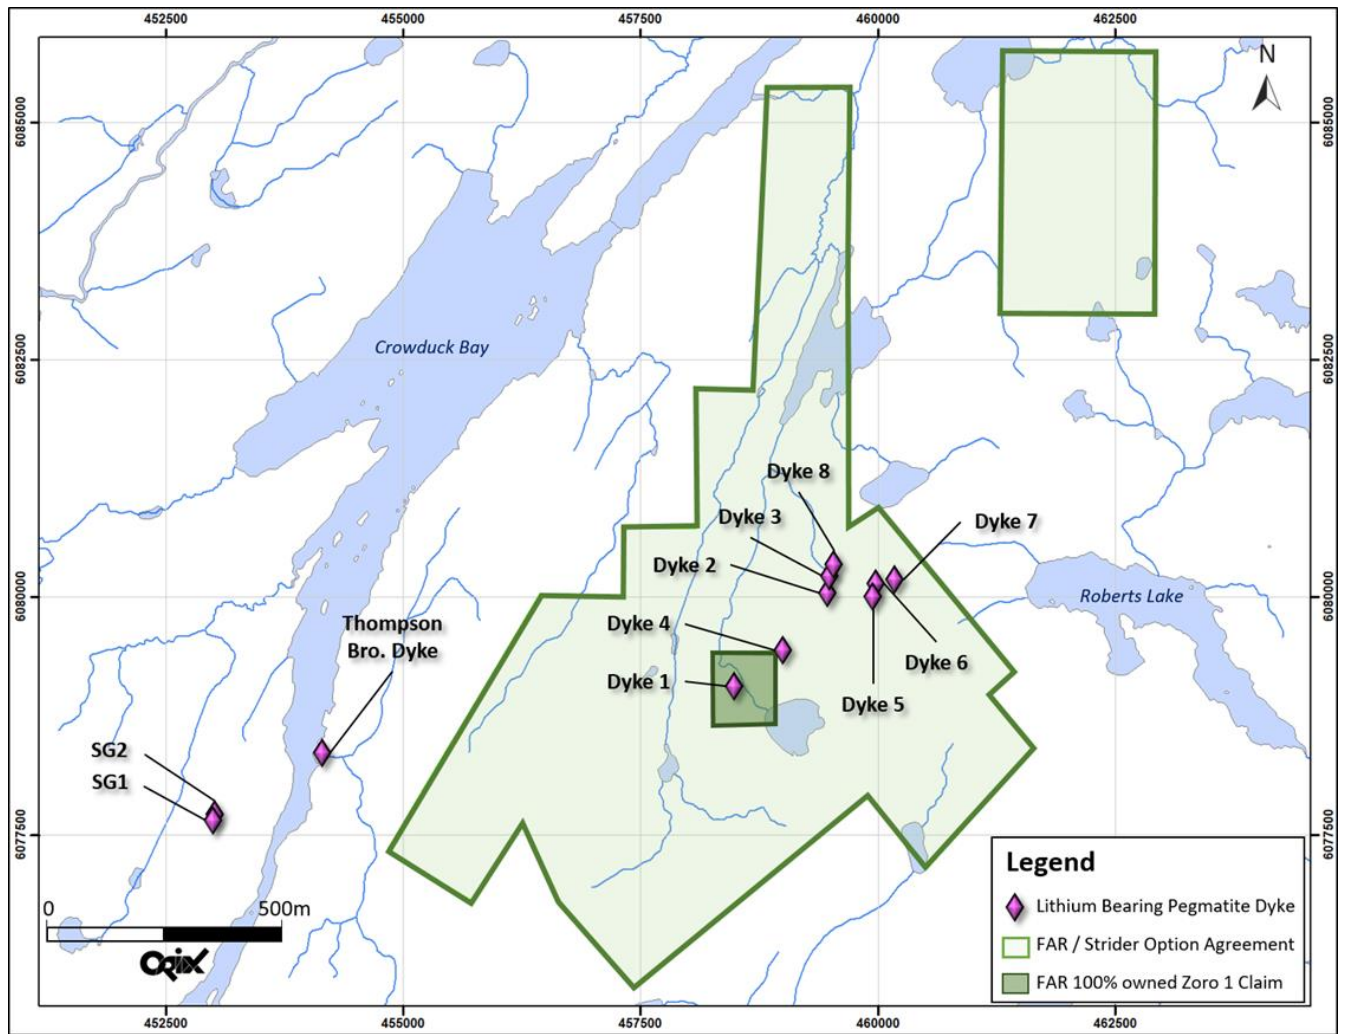 452500
455000
457500
460000
462500
N
6085000
6085000
Crowduck Bay
6082500
6082500
Dyke 8
Dyke 3
Dyke 7
Dyke 2
6080000
6080000
Roberts Lake
Thompson
Bro. Dyke
Dyke 4
Dyke 6
Dyke 1
Dyke 5
SG2
SG1
6077500
6077500
Legend
Lithium Bearing Pegmatite Dyke
FAR / Strider Option Agreement
FAR 100% owned Zoro 1 Claim
0 500m
Orix
452500
455000
457500
460000
462500